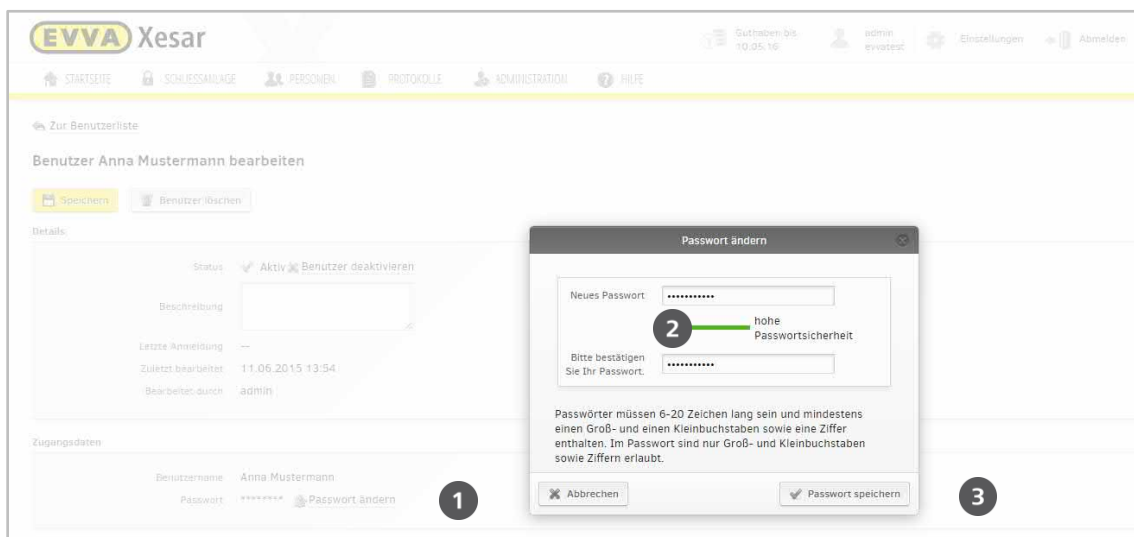 EVVA Xesar
Guthaben bis
10.05.16
admin
evvatest
Einstellungen
Abmelden
STARTSEITE SCHLIESSANLAGE PERSONEN PROTOKOLLE ADMINISTRATION HILFE
Zur Benutzerliste
Benutzer Anna Mustermann bearbeiten
Speichern Benutzer löschen
Details
Status Aktiv Benutzer deaktivieren
Beschreibung
Letzte Anmeldung --
Zuletzt bearbeitet 11.06.2015 13:54
Bearbeitet durch admin
Zugangsdaten
Benutzername Anna Mustermann
Passwort ******** Passwort ändern
1
Passwort ändern
Neues Passwort •••••••••••
2 hohe
Passwortsicherheit
Bitte bestätigen
Sie Ihr Passwort. •••••••••••
Passwörter müssen 6-20 Zeichen lang sein und mindestens
einen Groß- und einen Kleinbuchstaben sowie eine Ziffer
enthalten. Im Passwort sind nur Groß- und Kleinbuchstaben
sowie Ziffern erlaubt.
Abbrechen Passwort speichern
3